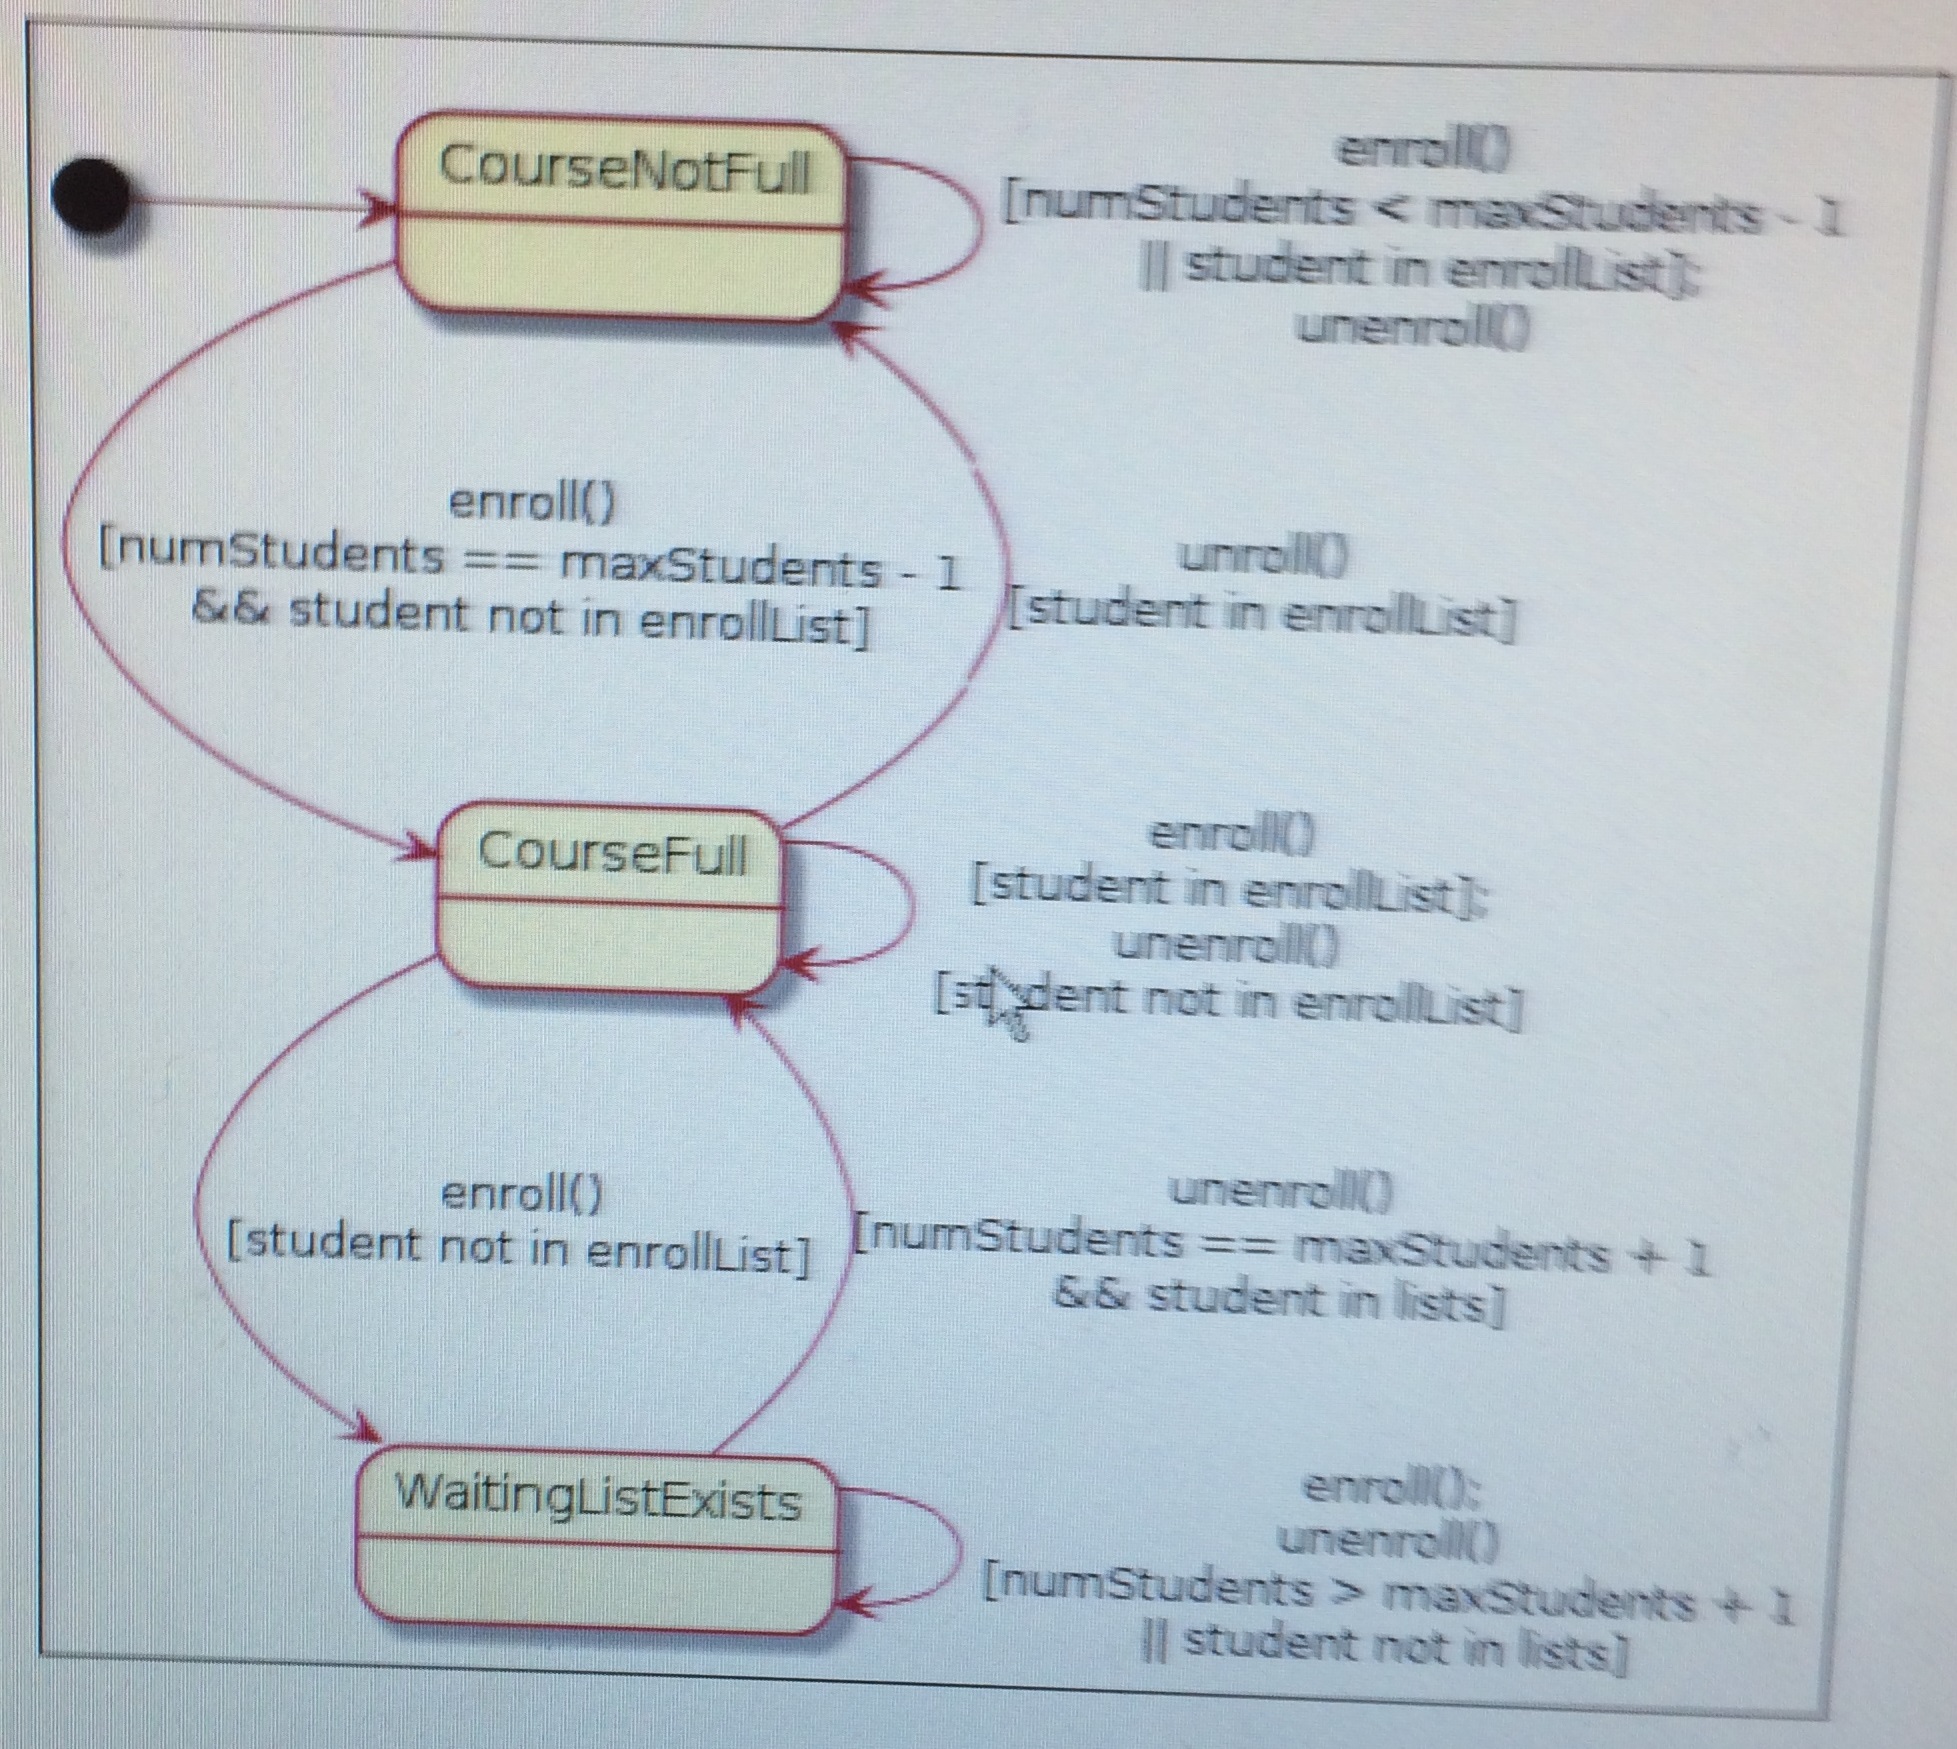 CourseNotFull
enroll()
[numStudents < maxStudents - 1
|| student in enrollList];
unenroll()
enroll()
[numStudents == maxStudents - 1
&& student not in enrollList]
unroll()
[student in enrollList]
CourseFull
enroll()
[student in enrollList];
unenroll()
[student not in enrollList]
enroll()
[student not in enrollList]
unenroll()
[numStudents == maxStudents + 1
&& student in lists]
WaitingListExists
enroll();
unenroll()
[numStudents > maxStudents + 1
|| student not in lists]